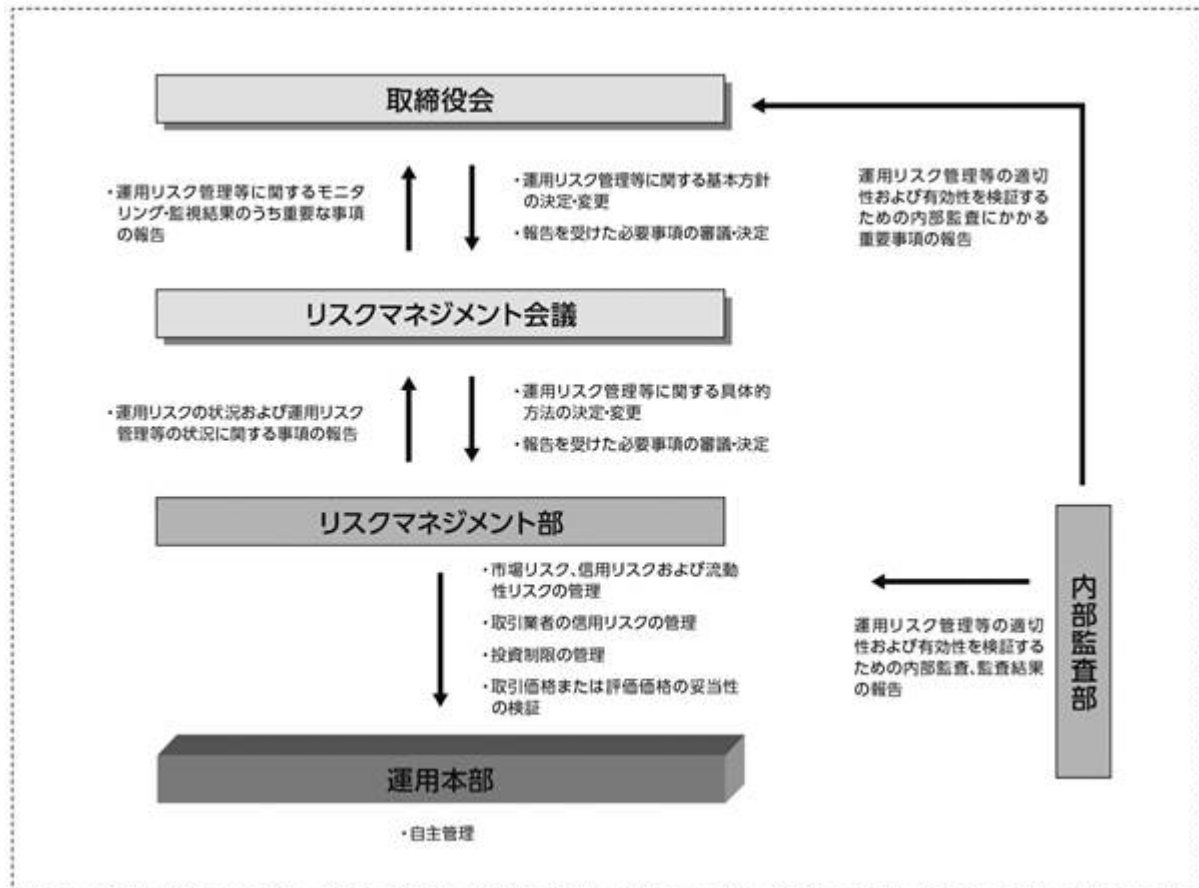 取締役会
・運用リスク管理等に関するモニタ
リング・監視結果のうち重要な事項
の報告
・運用リスク管理等に関する基本方針
の決定・変更
・報告を受けた必要事項の審議・決定
運用リスク管理等の適切
性および有効性を検証する
ための内部監査にかかる
重要事項の報告
リスクマネジメント会議
・運用リスクの状況および運用リスク
管理等の状況に関する事項の報告
・運用リスク管理等に関する具体的
方法の決定・変更
・報告を受けた必要事項の審議・決定
リスクマネジメント部
・市場リスク、信用リスクおよび流動
性リスクの管理
・取引業者の信用リスクの管理
・投資制限の管理
・取引価格または評価価格の妥当性
の検証
運用リスク管理等の適切
性および有効性を検証する
ための内部監査、監査結果
の報告
内部監査部
運用本部
・自主管理